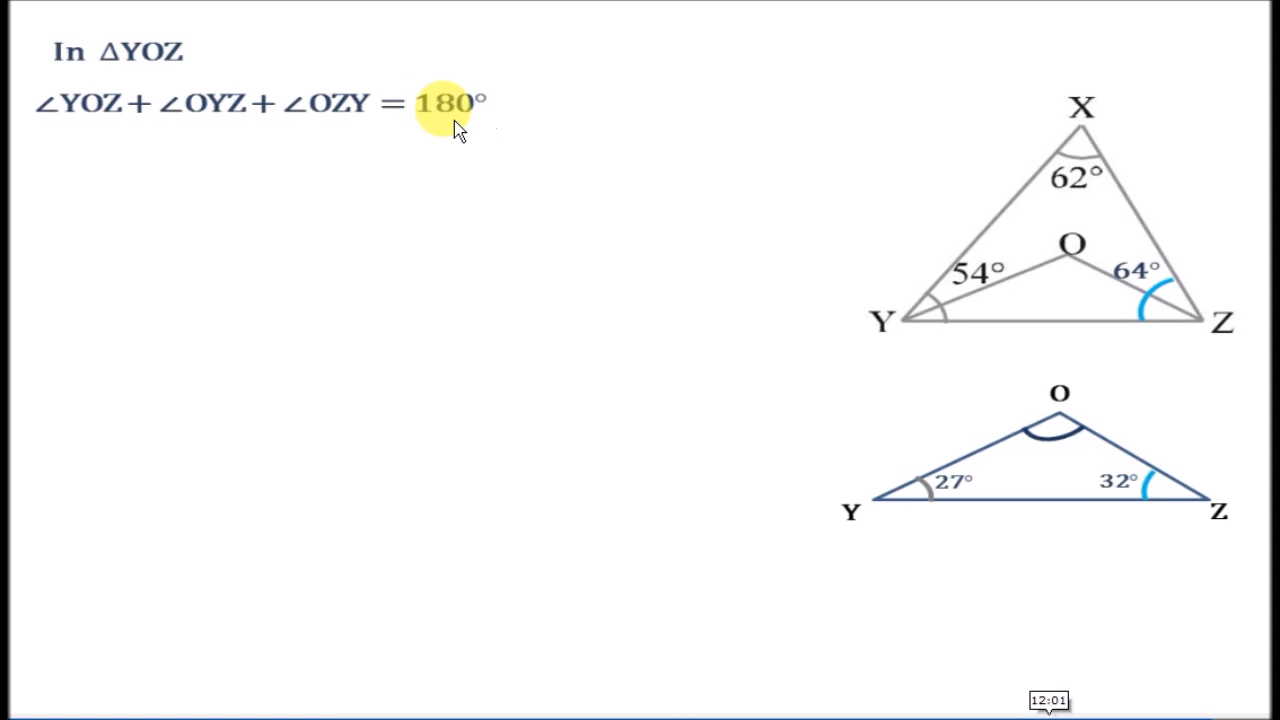 In ΔYOZ
∠YOZ+ ∠OYZ+ ∠OZY = 180°
X
62°
O
54°
64°
Y
Z
O
27°
32°
Y
Z
12:01